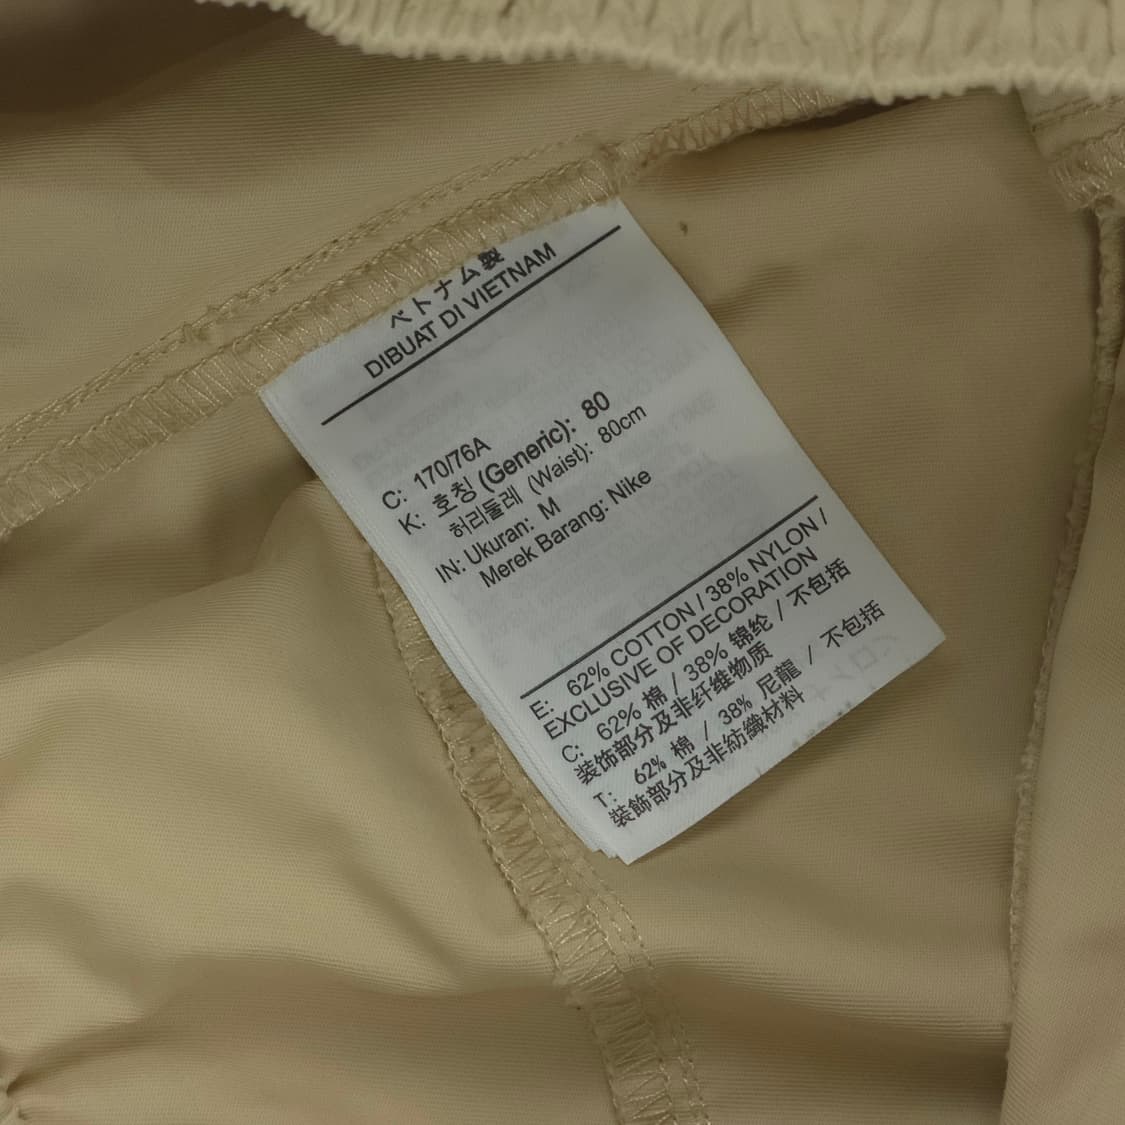 ベトナム製
DIBUAT DI VIETNAM
C: 170/76A
K: 호칭 (Generic): 80
허리둘레 (Waist): 80cm
IN: Ukuran: M
Merek Barang: Nike
E: 62% COTTON / 38% NYLON /
EXCLUSIVE OF DECORATION
C: 62% 棉 / 38% 锦纶 / 不包括
装饰部分及非纤维物质
T: 62% 棉 / 38% 尼龍 / 不包括
裝飾部分及非紡織材料